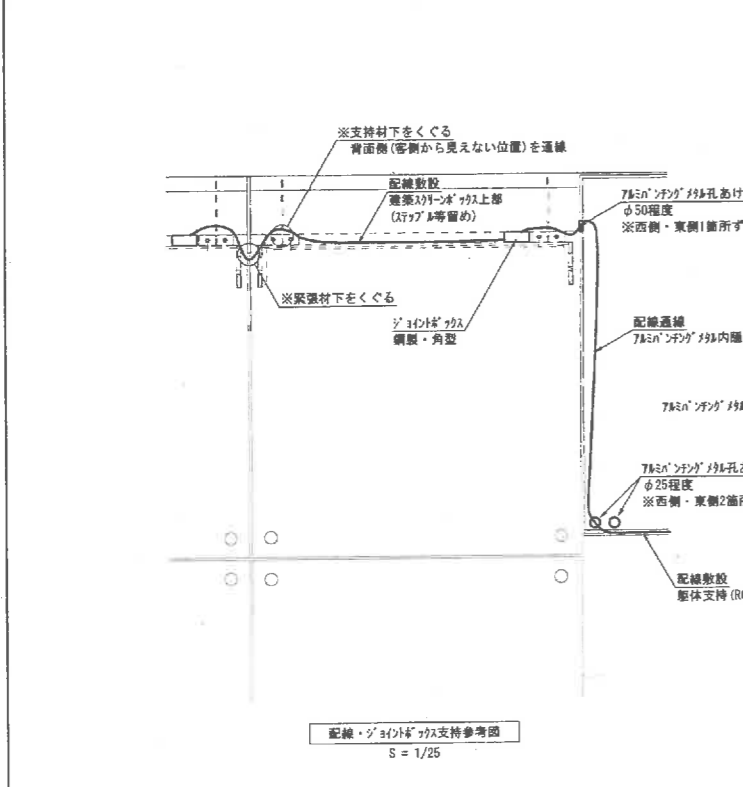 ※支持材下をくぐる
背面側(客側から見えない位置)を通線
配線敷設
建築スクリーンボックス上部
(ステップル等留め)
アルミパンチングメタル孔あけ
φ50程度
※西側・東側1箇所ず
※緊張材下をくぐる
ジョイントボックス
鋼製・角型
配線通線
アルミパンチングメタル内
アルミパンチングメタル
アルミパンチングメタル孔
φ25程度
※西側・東側2箇
配線敷設
躯体支持(R
配線・ジョイントボックス支持参考図
S = 1/25